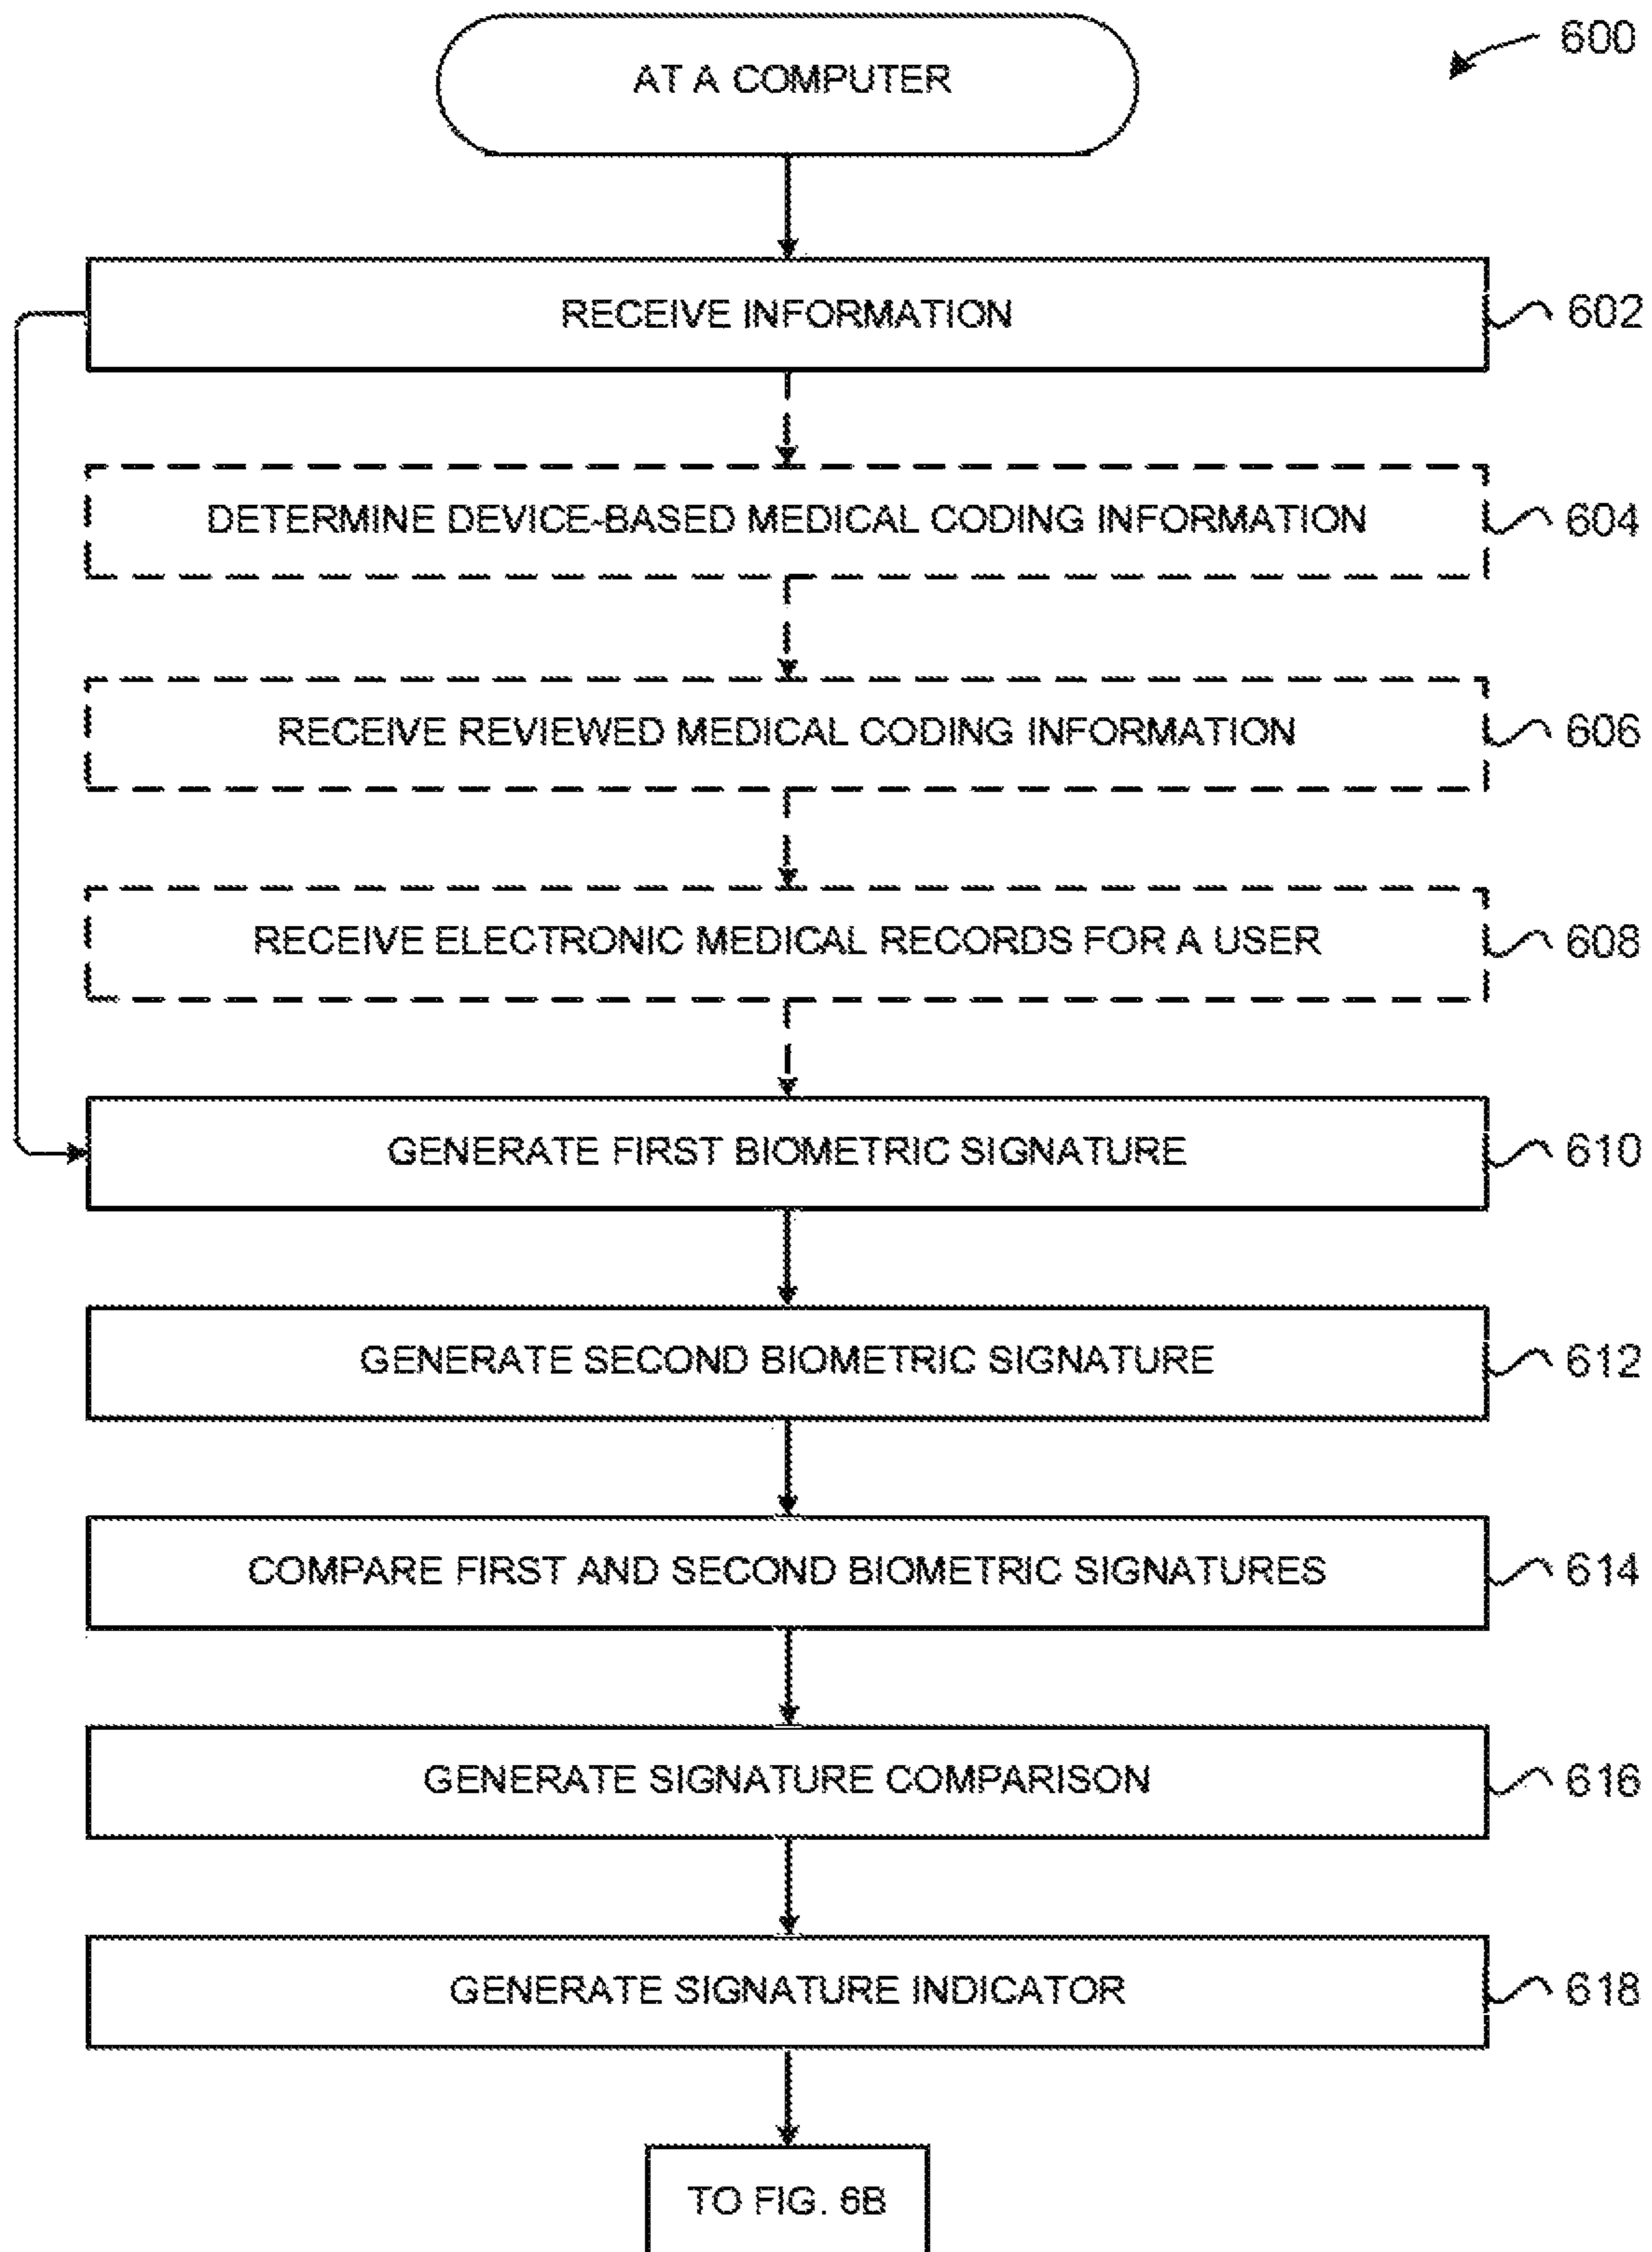 AT A COMPUTER
600
RECEIVE INFORMATION
602
DETERMINE DEVICE-BASED MEDICAL CODING INFORMATION
604
RECEIVE REVIEWED MEDICAL CODING INFORMATION
606
RECEIVE ELECTRONIC MEDICAL RECORDS FOR A USER
608
GENERATE FIRST BIOMETRIC SIGNATURE
610
GENERATE SECOND BIOMETRIC SIGNATURE
612
COMPARE FIRST AND SECOND BIOMETRIC SIGNATURES
614
GENERATE SIGNATURE COMPARISON
616
GENERATE SIGNATURE INDICATOR
618
TO FIG. 6B